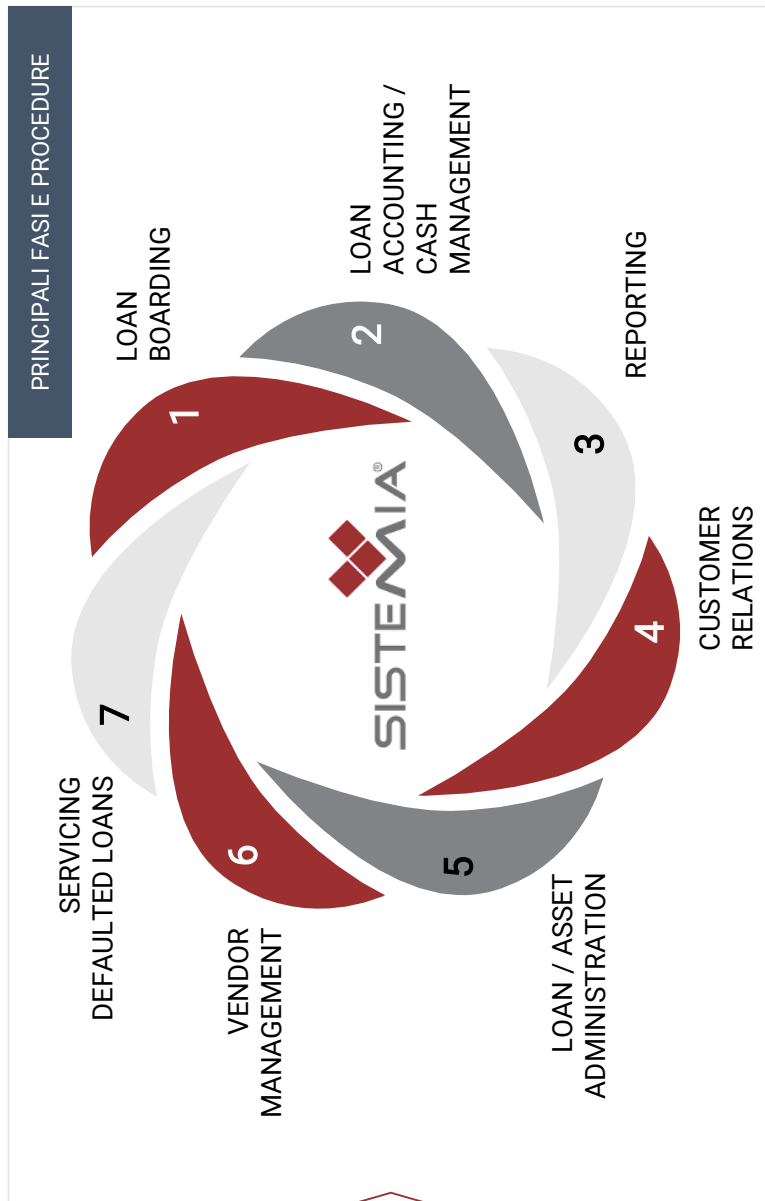 PRINCIPALI FASI E PROCEDURE
LOAN
BOARDING
1
LOAN
ACCOUNTING /
CASH
MANAGEMENT
2
REPORTING
3
CUSTOMER
RELATIONS
4
LOAN / ASSET
ADMINISTRATION
5
VENDOR
MANAGEMENT
6
SERVICING
DEFAULTED LOANS
7
SISTEMIA®